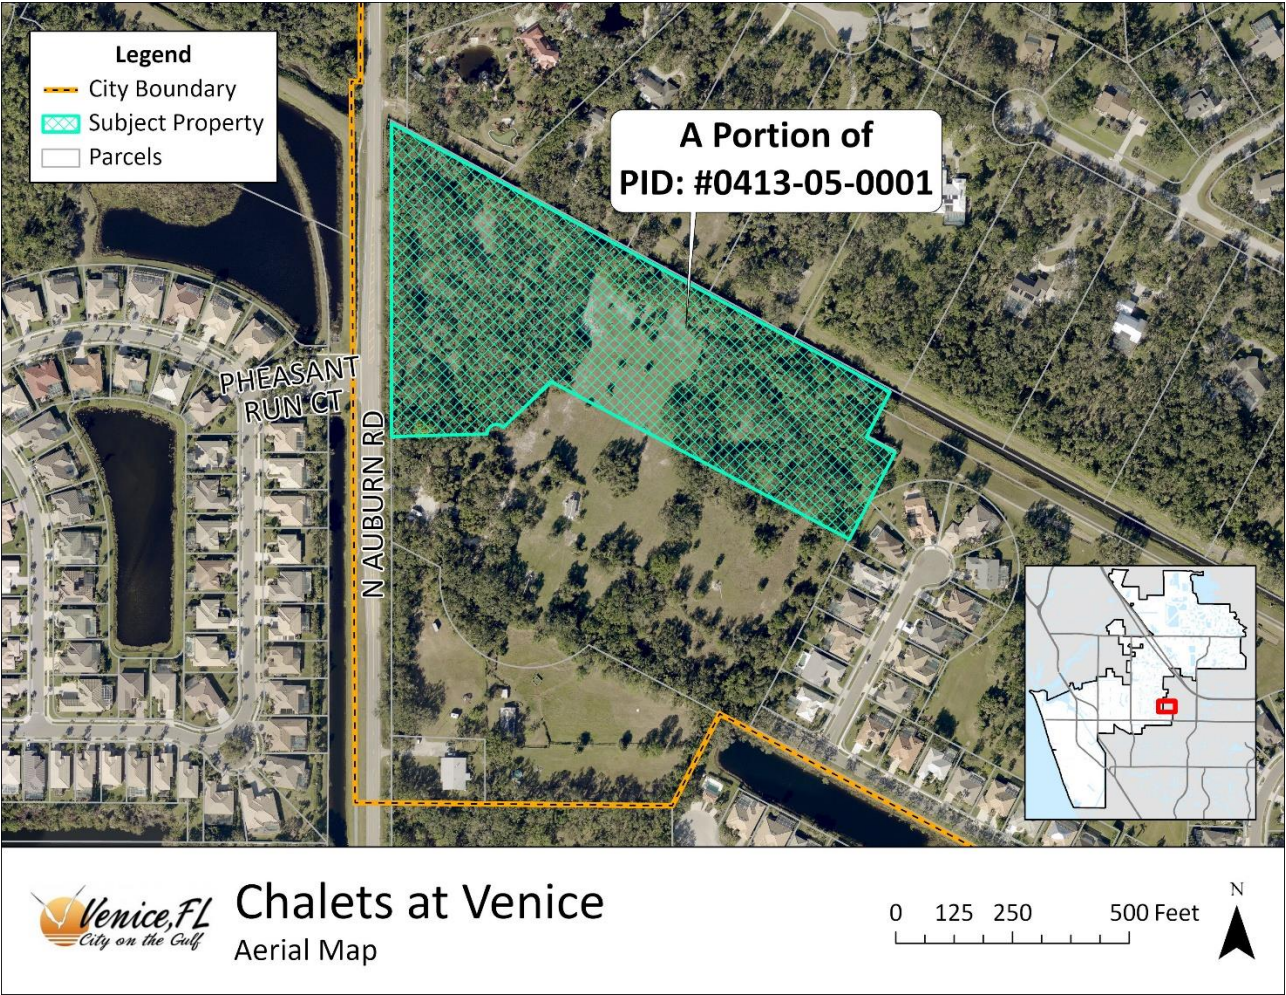 Legend
City Boundary
Subject Property
Parcels
A Portion of
PID: #0413-05-0001
PHEASANT
RUN CT
N AUBURN RD
Venice, FL
City on the Gulf
Chalets at Venice
Aerial Map
0 125 250 500 Feet
N